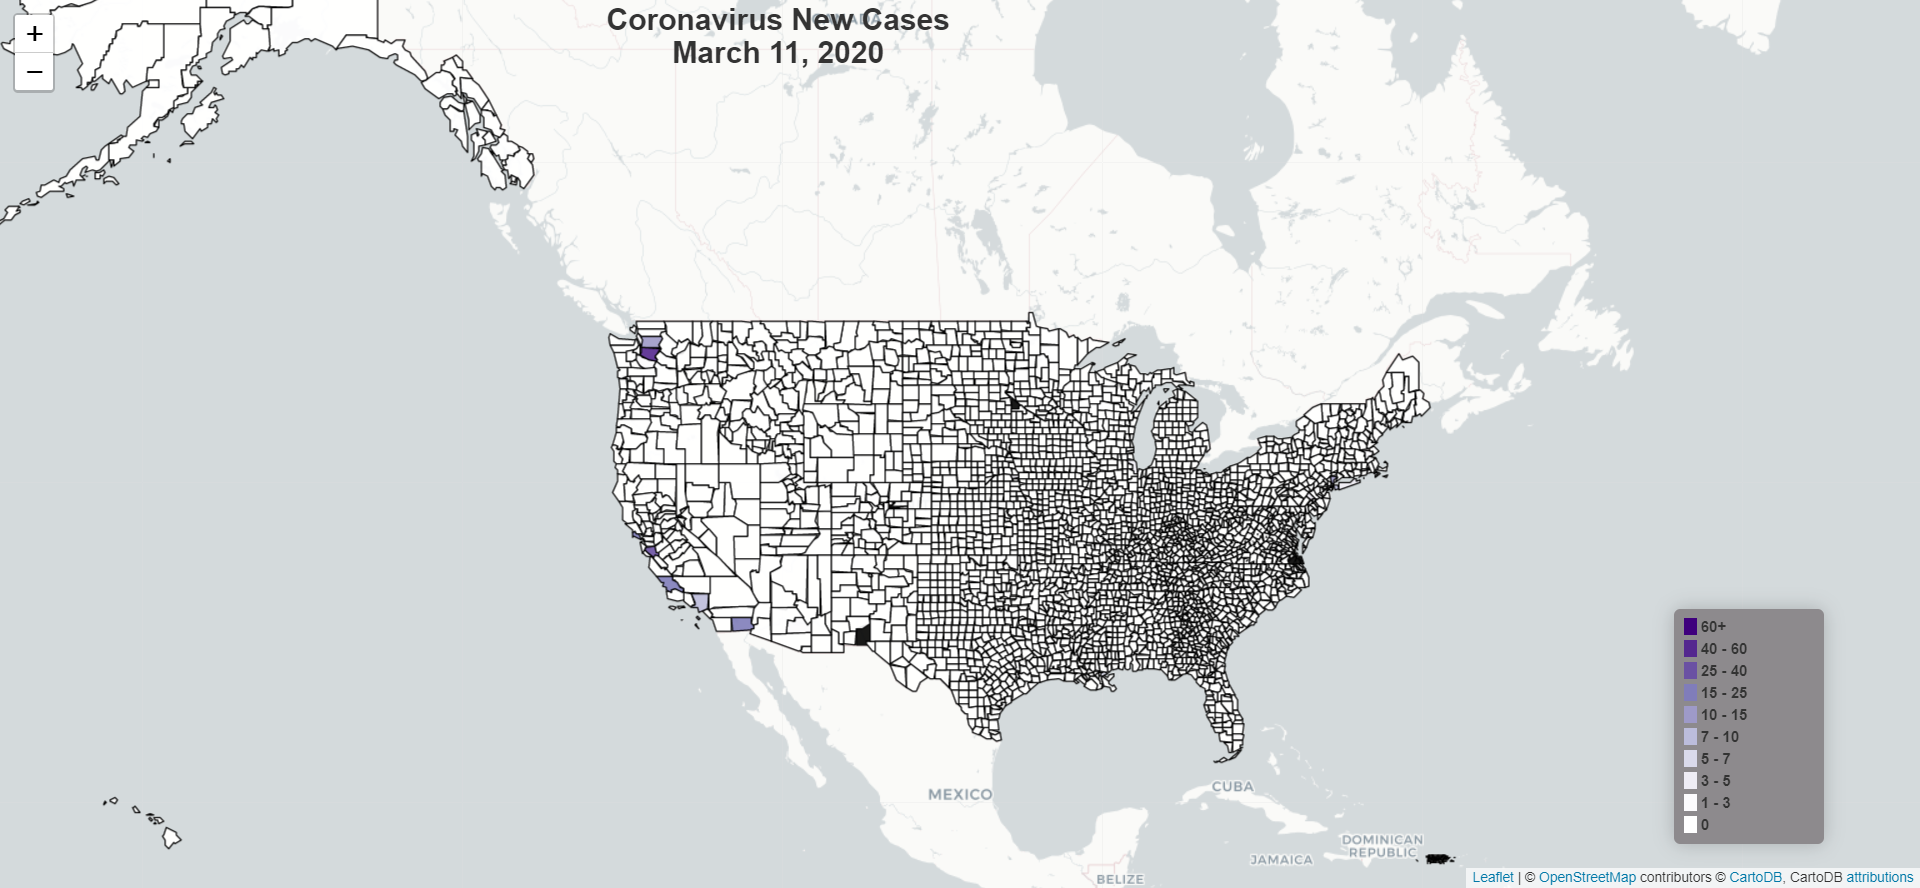 +
−
CANADA
Coronavirus New Cases
March 11, 2020
60+
40 - 60
25 - 40
15 - 25
10 - 15
7 - 10
5 - 7
3 - 5
1 - 3
0
MEXICO
CUBA
DOMINICAN
REPUBLIC
JAMAICA
BELIZE
Leaflet | © OpenStreetMap contributors © CartoDB, CartoDB attributions